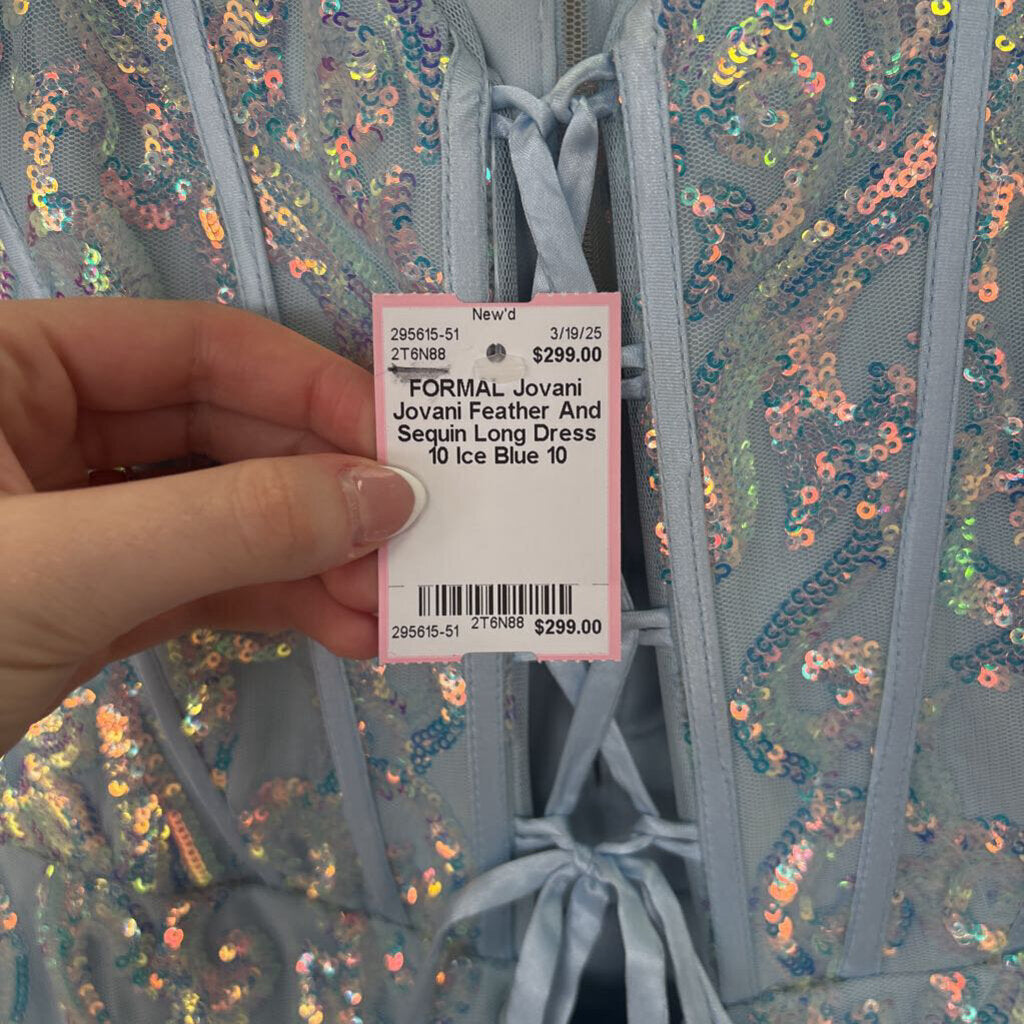 New'd
295615-51 3/19/25
2T6N88 $299.00
FORMAL Jovani
Jovani Feather And
Sequin Long Dress
10 Ice Blue 10
295615-51 2T6N88 $299.00